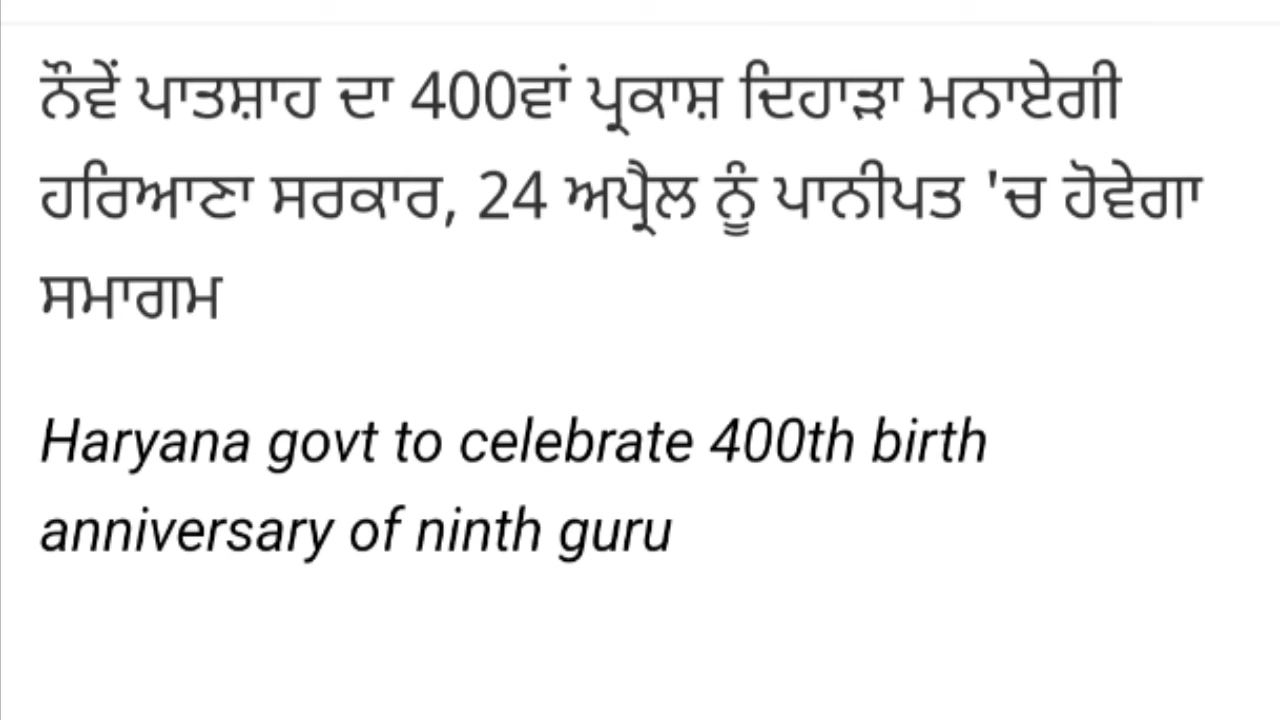 ਨੌਵੇਂ ਪਾਤਸ਼ਾਹ ਦਾ 400ਵਾਂ ਪ੍ਰਕਾਸ਼ ਦਿਹਾੜਾ ਮਨਾਏਗੀ
ਹਰਿਆਣਾ ਸਰਕਾਰ, 24 ਅਪ੍ਰੈਲ ਨੂੰ ਪਾਨੀਪਤ 'ਚ ਹੋਵੇਗਾ
ਸਮਾਗਮ
Haryana govt to celebrate 400th birth
anniversary of ninth guru